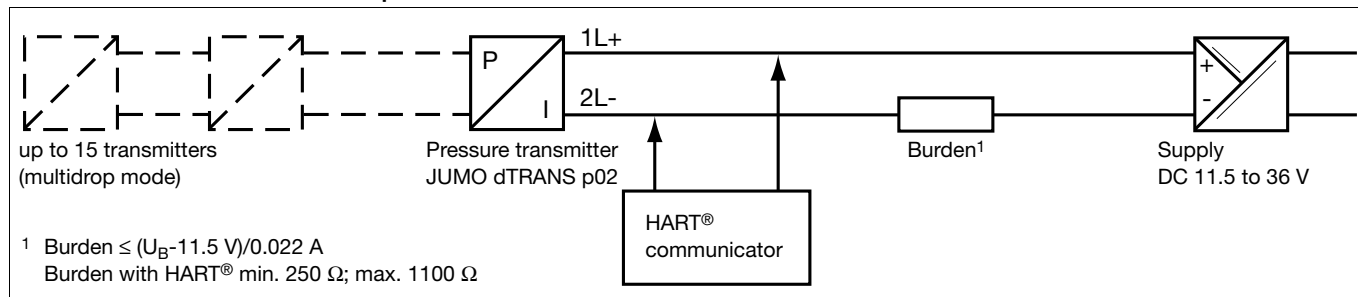 1L+
P
+
2L-
-
I
up to 15 transmitters
(multidrop mode)
Pressure transmitter
JUMO dTRANS p02
Burden¹
Supply
DC 11.5 to 36 V
HART®
communicator
¹ Burden ≤ (U_B-11.5 V)/0.022 A
Burden with HART® min. 250 Ω; max. 1100 Ω